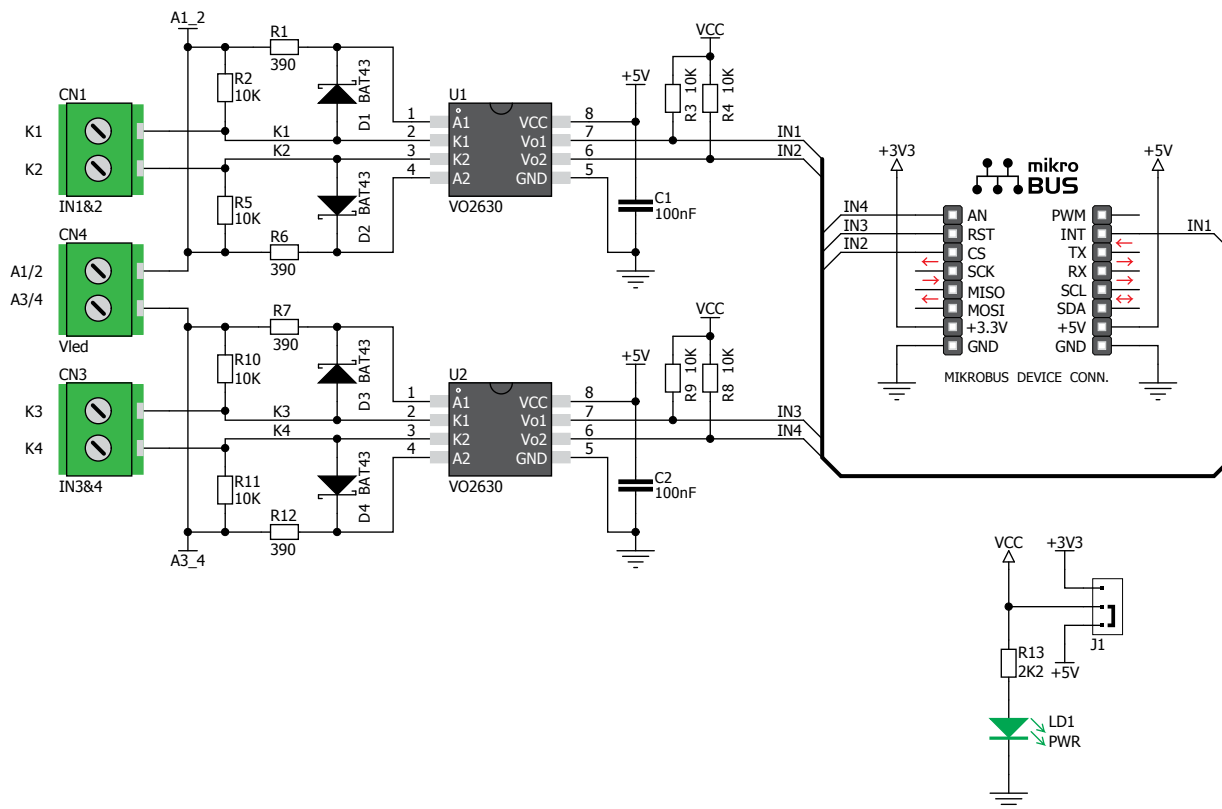 A1_2
R1
390
R2
10K
D1 BAT43
CN1
K1
K2
IN1&2
K1
K2
R5
10K
D2 BAT43
R6
390
U1
1
2
3
4
A1
K1
K2
A2
VCC
Vo1
Vo2
GND
8
7
6
5
VO2630
+5V
VCC
R3 10K
R4 10K
C1
100nF
IN1
IN2
CN4
A1/2
A3/4
Vled
R7
390
R10
10K
D3 BAT43
CN3
K3
K4
IN3&4
K3
K4
R11
10K
D4 BAT43
R12
390
A3_4
U2
1
2
3
4
A1
K1
K2
A2
VCC
Vo1
Vo2
GND
8
7
6
5
VO2630
+5V
VCC
R9 10K
R8 10K
C2
100nF
IN3
IN4
+3V3
mikro
BUS
+5V
IN4
IN3
IN2
AN
RST
CS
SCK
MISO
MOSI
+3.3V
GND
PWM
INT
TX
RX
SCL
SDA
+5V
GND
IN1
MIKROBUS DEVICE CONN.
VCC
+3V3
J1
+5V
R13
2K2
LD1
PWR